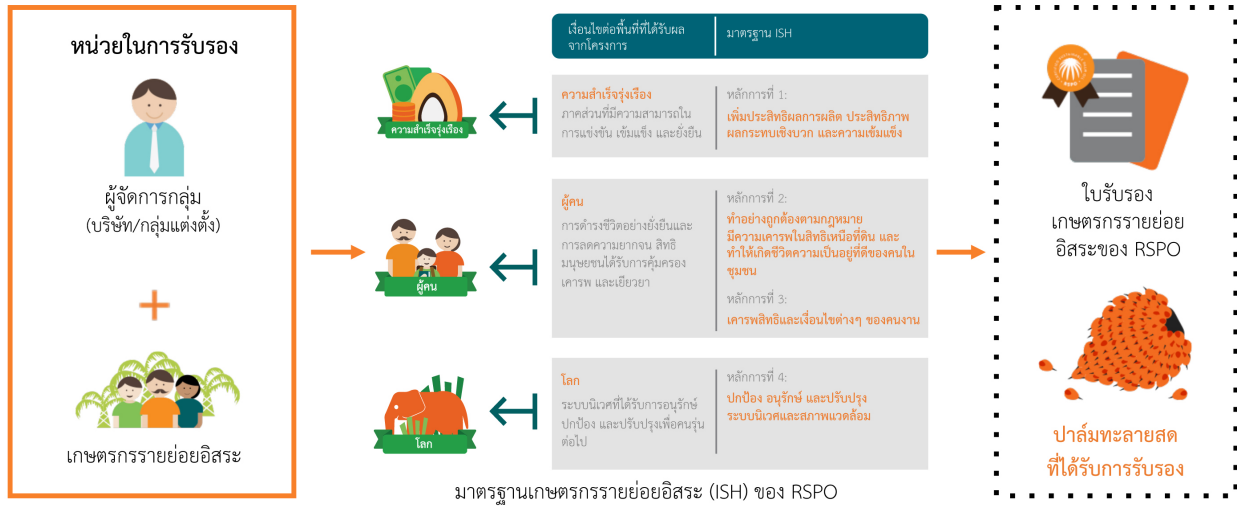 หน่วยในการรับรอง
ผู้จัดการกลุ่ม
(บริษัท/กลุ่มแต่งตั้ง)
เกษตรกรรายย่อยอิสระ
เงื่อนไขต่อพื้นที่ที่ได้รับผล
จากโครงการ
มาตรฐาน ISH
ความสำเร็จรุ่งเรือง
ความสำเร็จรุ่งเรือง
ภาคส่วนที่มีความสามารถใน
การแข่งขัน เข้มแข็ง และยั่งยืน
หลักการที่ 1:
เพิ่มประสิทธิผลการผลิต ประสิทธิภาพ
ผลกระทบเชิงบวก และความเข้มแข็ง
ผู้คน
ผู้คน
การดำรงชีวิตอย่างยั่งยืนและ
การลดความยากจน สิทธิ
มนุษยชนได้รับการคุ้มครอง
เคารพ และเยียวยา
หลักการที่ 2:
ทำอย่างถูกต้องตามกฎหมาย
มีความเคารพในสิทธิเหนือที่ดิน และ
ทำให้เกิดชีวิตความเป็นอยู่ที่ดีของคนใน
ชุมชน
หลักการที่ 3:
เคารพสิทธิและเงื่อนไขต่างๆ ของคนงาน
โลก
โลก
ระบบนิเวศที่ได้รับการอนุรักษ์
ปกป้อง และปรับปรุงเพื่อคนรุ่น
ต่อไป
หลักการที่ 4:
ปกป้อง อนุรักษ์ และปรับปรุง
ระบบนิเวศและสภาพแวดล้อม
มาตรฐานเกษตรกรรายย่อยอิสระ (ISH) ของ RSPO
RSPO
ใบรับรอง
เกษตรกรรายย่อย
อิสระของ RSPO
ปาล์มทะลายสด
ที่ได้รับการรับรอง